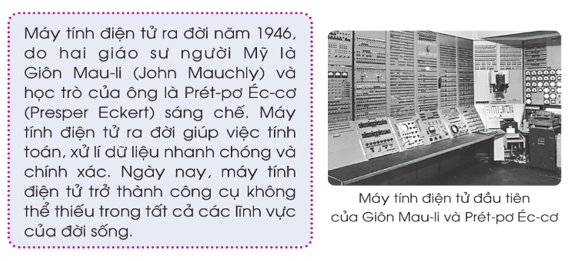 Máy tính điện tử ra đời năm 1946,
do hai giáo sư người Mỹ là
Giôn Mau-li (John Mauchly) và
học trò của ông là Prét-pơ Éc-cơ
(Presper Eckert) sáng chế. Máy
tính điện tử ra đời giúp việc tính
toán, xử lí dữ liệu nhanh chóng và
chính xác. Ngày nay, máy tính
điện tử trở thành công cụ không
thể thiếu trong tất cả các lĩnh vực
của đời sống.
Máy tính điện tử đầu tiên
của Giôn Mau-li và Prét-pơ Éc-cơ